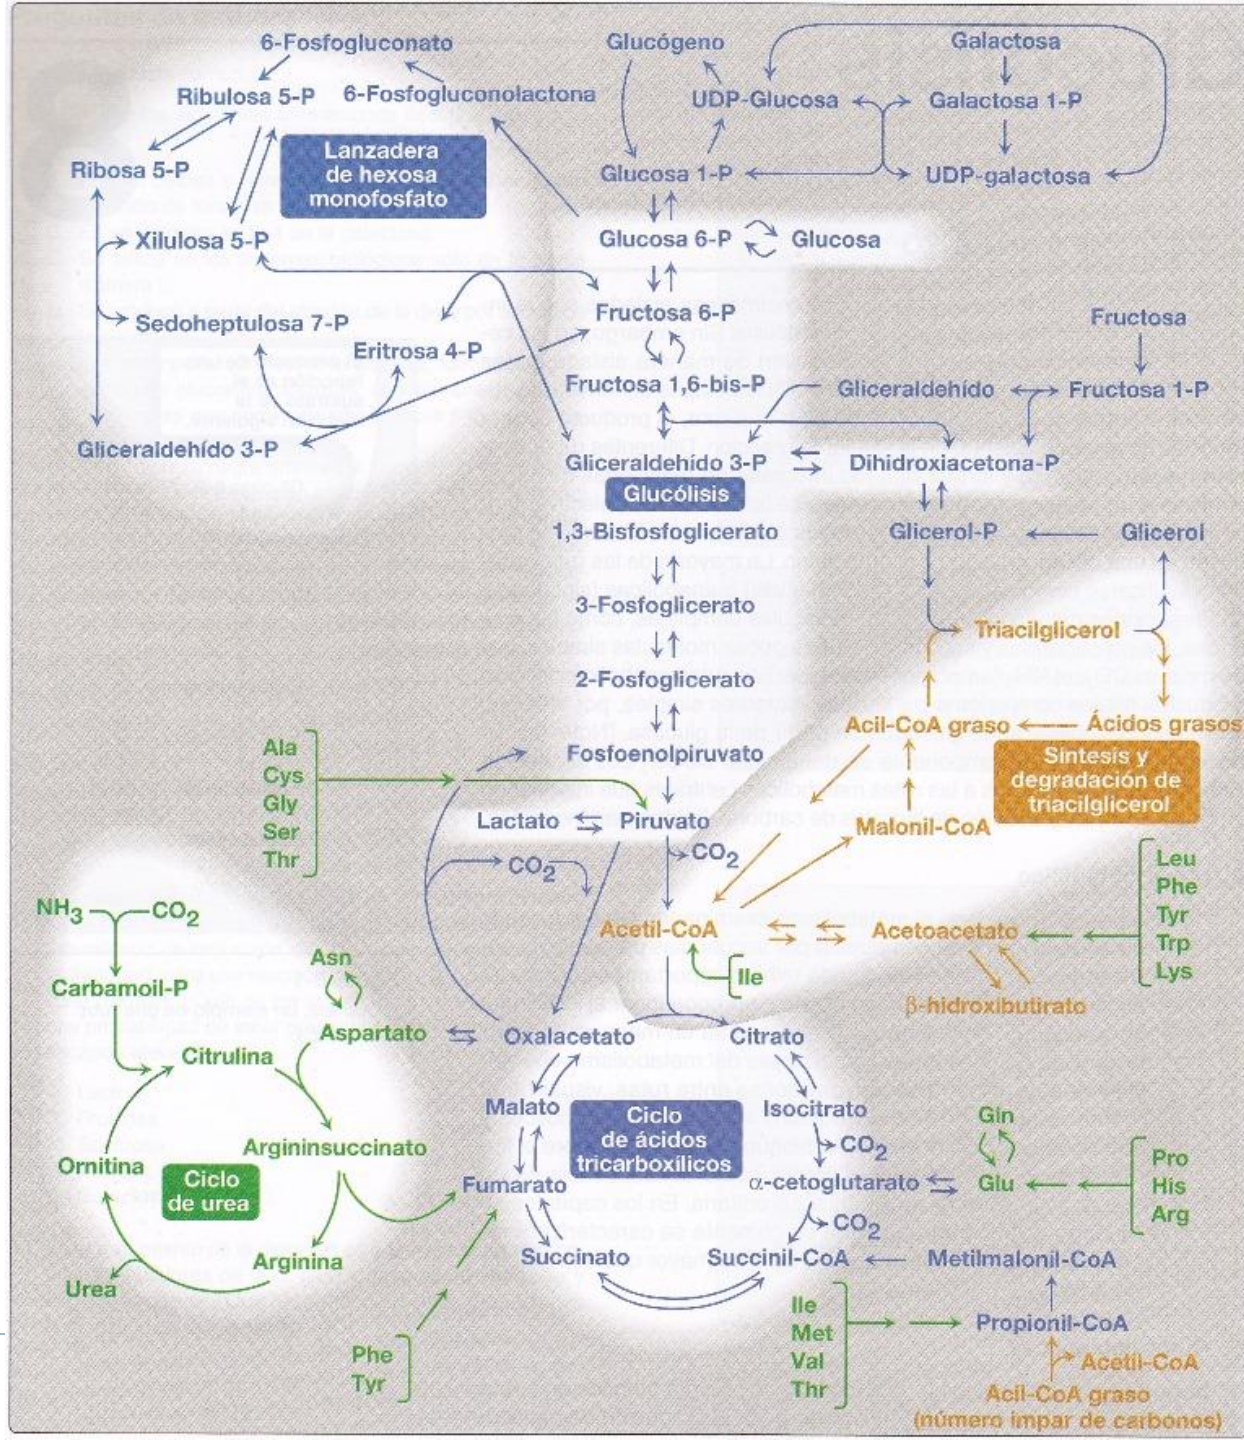 6-Fosfogluconato
Glucógeno
Galactosa
Ribulosa 5-P
6-Fosfogluconolactona
UDP-Glucosa
Galactosa 1-P
Lanzadera
de hexosa
monofosfato
Ribosa 5-P
Glucosa 1-P
UDP-galactosa
Xilulosa 5-P
Glucosa 6-P
Glucosa
Sedoheptulosa 7-P
Fructosa 6-P
Fructosa
Eritrosa 4-P
Fructosa 1,6-bis-P
Gliceraldehído
Fructosa 1-P
Gliceraldehído 3-P
Gliceraldehído 3-P
Dihidroxiacetona-P
Glucólisis
1,3-Bisfosfoglicerato
Glicerol-P
Glicerol
3-Fosfoglicerato
Triacilglicerol
2-Fosfoglicerato
Acil-CoA graso
Ácidos grasos
Ala
Cys
Gly
Ser
Thr
Fosfoenolpiruvato
Síntesis y
degradación de
triacilglicerol
Lactato
Piruvato
Malonil-CoA
CO2
CO2
Leu
Phe
Tyr
Trp
Lys
NH3
CO2
Acetil-CoA
Acetoacetato
Asn
Ile
Carbamoil-P
β-hidroxibutirato
Aspartato
Oxalacetato
Citrato
Citrulina
Malato
Ciclo
de ácidos
tricarboxílicos
Isocitrato
Gln
Argininsuccinato
CO2
Ornitina
Ciclo
de urea
Fumarato
α-cetoglutarato
Glu
Pro
His
Arg
CO2
Arginina
Succinato
Succinil-CoA
Metilmalonil-CoA
Urea
Ile
Met
Val
Thr
Propionil-CoA
Phe
Tyr
Acetil-CoA
Acil-CoA graso
(número impar de carbonos)